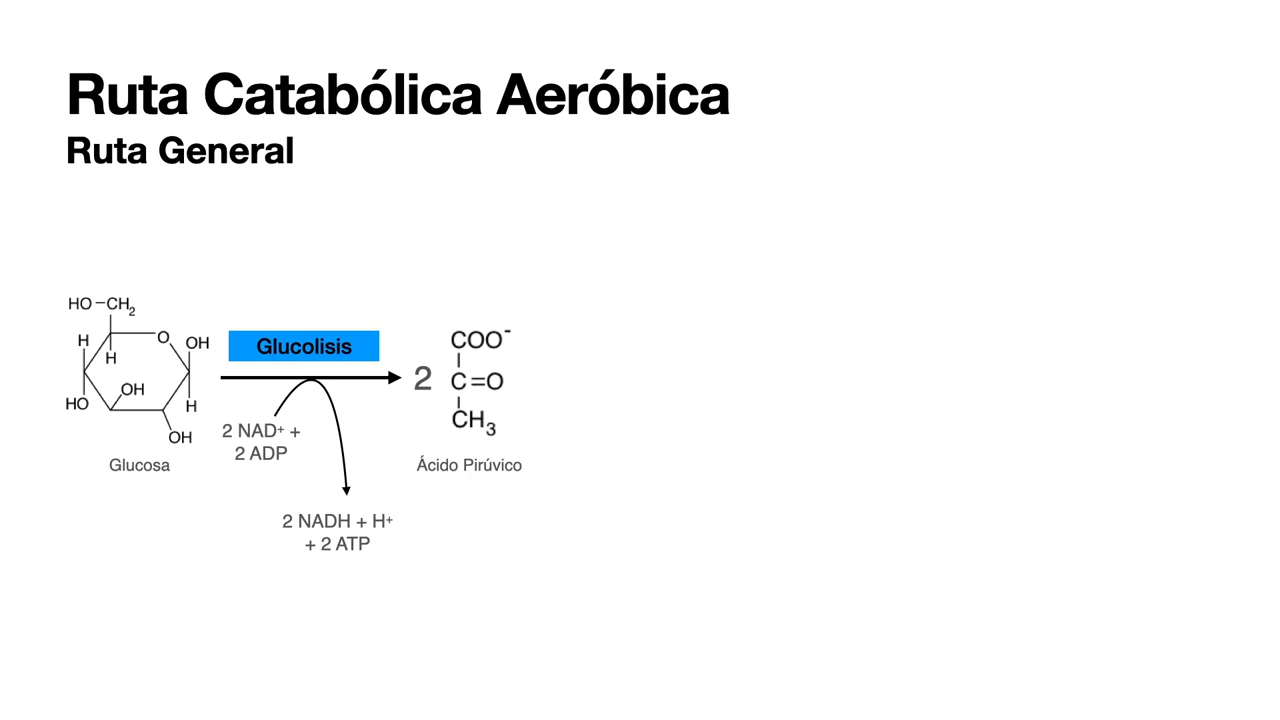 Ruta Catabólica Aeróbica
Ruta General
HO–CH2
H
O
OH
H
OH
HO
H
OH
Glucosa
Glucolisis
2 NAD+ +
2 ADP
2 NADH + H+
+ 2 ATP
2
COO-
C=O
CH3
Ácido Pirúvico